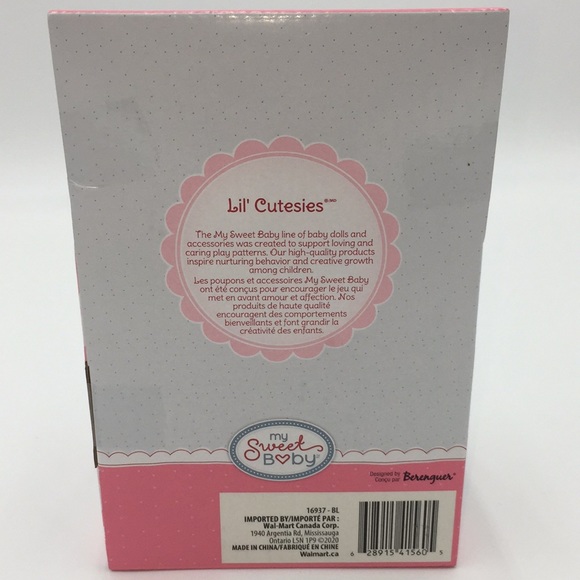 Lil' Cutesies®/MD
The My Sweet Baby line of baby dolls and
accessories was created to support loving and
caring play patterns. Our high-quality products
inspire nurturing behavior and creative growth
among children.
Les poupons et accessoires My Sweet Baby
ont été conçus pour encourager le jeu qui
met en avant amour et affection. Nos
produits de haute qualité
encouragent des comportements
bienveillants et font grandir la
créativité des enfants.
my
Sweet
Baby®
Designed by
Conçu par
Berenguer®
16937 - BL
IMPORTED BY/IMPORTÉ PAR :
Wal-Mart Canada Corp.
1940 Argentia Rd, Mississauga
Ontario L5N 1P9 ©2020
MADE IN CHINA/FABRIQUÉ EN CHINE
Walmart.ca
6 28915 41560 5